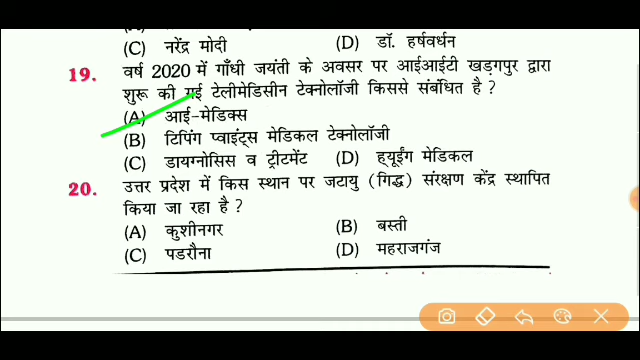 (C) नरेंद्र मोदी (D) डॉ. हर्षवर्धन
19. वर्ष 2020 में गाँधी जयंती के अवसर पर आईआईटी खड़गपुर द्वारा
शुरू की गई टेलीमेडिसीन टेक्नोलॉजी किससे संबंधित है ?
(A) आई-मेडिक्स
(B) टिपिंग प्वाइंट्स मेडिकल टेक्नोलॉजी
(C) डायग्नोसिस व ट्रीटमेंट (D) हयूईंग मेडिकल
20. उत्तर प्रदेश में किस स्थान पर जटायु (गिद्ध) संरक्षण केंद्र स्थापित
किया जा रहा है ?
(A) कुशीनगर (B) बस्ती
(C) पडरौना (D) महराजगंज